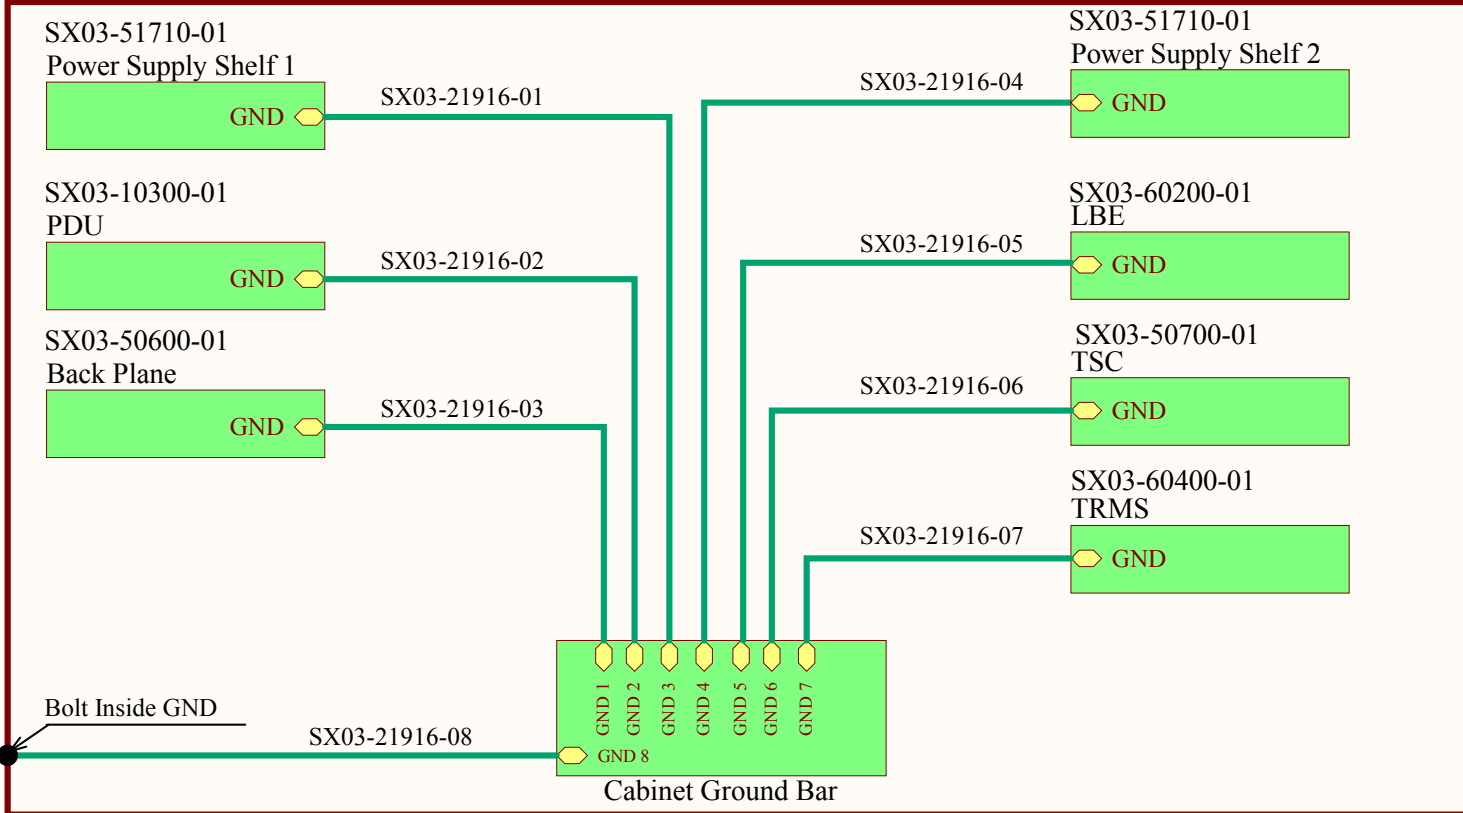 SX03-51710-01
Power Supply Shelf 1
GND
SX03-21916-01
SX03-10300-01
PDU
GND
SX03-21916-02
SX03-50600-01
Back Plane
GND
SX03-21916-03
SX03-51710-01
Power Supply Shelf 2
SX03-21916-04
GND
SX03-60200-01
LBE
SX03-21916-05
GND
SX03-50700-01
TSC
SX03-21916-06
GND
SX03-60400-01
TRMS
SX03-21916-07
GND
GND 1
GND 2
GND 3
GND 4
GND 5
GND 6
GND 7
Bolt Inside GND
SX03-21916-08
GND 8
Cabinet Ground Bar